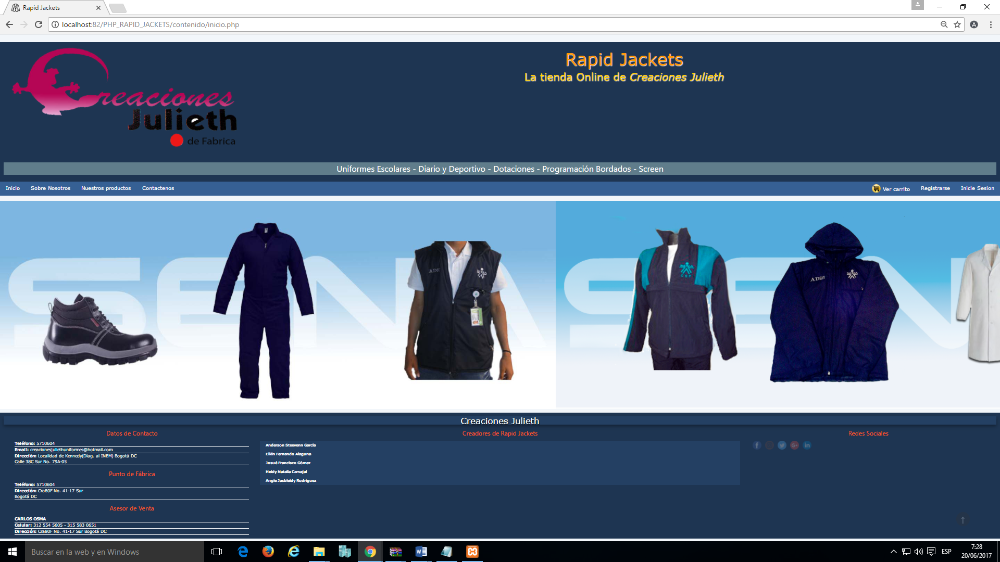 Rapid Jackets
localhost:82/PHP_RAPID_JACKETS/contenido/inicio.php
Creaciones
Julieth
de Fabrica
Rapid Jackets
La tienda Online de Creaciones Julieth
Uniformes Escolares - Diario y Deportivo - Dotaciones - Programación Bordados - Screen
Inicio
Sobre Nosotros
Nuestros productos
Contactenos
Ver carrito
Registrarse
Inicie Sesion
SENA
ADSI
SENA
CEF
ADSI
Creaciones Julieth
Datos de Contacto
Teléfono: 5710604
Email: creacionesjuliethuniformes@hotmail.com
Dirección: Localidad de Kennedy(Diag. al INEM) Bogotá DC
Calle 38C Sur No. 79A-05
Punto de Fábrica
Teléfono: 5710604
Dirección: Cra80F No. 41-17 Sur
Bogotá DC
Asesor de Venta
CARLOS OSMA
Celular: 312 554 5605 - 315 583 0651
Dirección: Cra80F No. 41-17 Sur Bogotá DC
Creadores de Rapid Jackets
Anderson Steevenn Garcia
Elkin Fernando Alaguna
Josué Francisco Gómez
Heidy Natalia Carvajal
Angie Jasbleidy Rodríguez
Redes Sociales
Buscar en la web y en Windows
ESP
7:28
20/06/2017